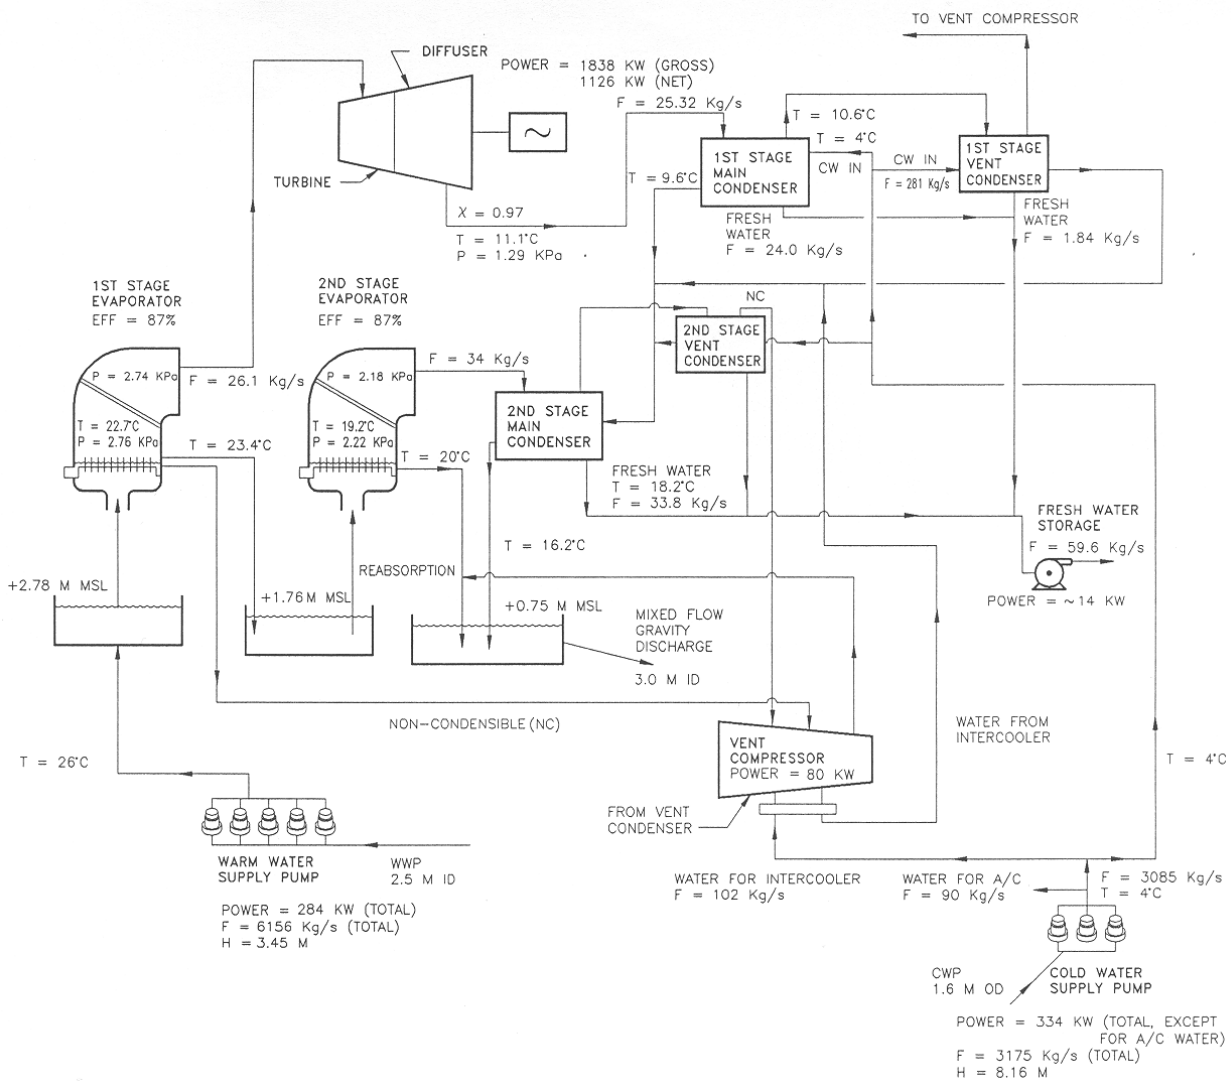 TO VENT COMPRESSOR
DIFFUSER
POWER = 1838 KW (GROSS)
1126 KW (NET)
F = 25.32 Kg/s
TURBINE
~
T = 10.6°C
T = 4°C
1ST STAGE
MAIN
CONDENSER
CW IN
CW IN
F = 281 Kg/s
1ST STAGE
VENT
CONDENSER
T = 9.6°C
X = 0.97
T = 11.1°C
P = 1.29 KPa
FRESH
WATER
F = 24.0 Kg/s
FRESH
WATER
F = 1.84 Kg/s
1ST STAGE
EVAPORATOR
EFF = 87%
2ND STAGE
EVAPORATOR
EFF = 87%
NC
2ND STAGE
VENT
CONDENSER
P = 2.74 KPa
F = 26.1 Kg/s
P = 2.18 KPa
F = 34 Kg/s
T = 22.7°C
P = 2.76 KPa
T = 23.4°C
T = 19.2°C
P = 2.22 KPa
T = 20°C
2ND STAGE
MAIN
CONDENSER
FRESH WATER
T = 18.2°C
F = 33.8 Kg/s
FRESH WATER
STORAGE
F = 59.6 Kg/s
POWER = ~14 KW
T = 16.2°C
REABSORPTION
+2.78 M MSL
+1.76 M MSL
+0.75 M MSL
MIXED FLOW
GRAVITY
DISCHARGE
3.0 M ID
NON-CONDENSIBLE (NC)
VENT
COMPRESSOR
POWER = 80 KW
WATER FROM
INTERCOOLER
T = 26°C
T = 4°C
FROM VENT
CONDENSER
WARM WATER
SUPPLY PUMP
WWP
2.5 M ID
POWER = 284 KW (TOTAL)
F = 6156 Kg/s (TOTAL)
H = 3.45 M
WATER FOR INTERCOOLER
F = 102 Kg/s
WATER FOR A/C
F = 90 Kg/s
F = 3085 Kg/s
T = 4°C
CWP
1.6 M OD
COLD WATER
SUPPLY PUMP
POWER = 334 KW (TOTAL, EXCEPT
FOR A/C WATER)
F = 3175 Kg/s (TOTAL)
H = 8.16 M